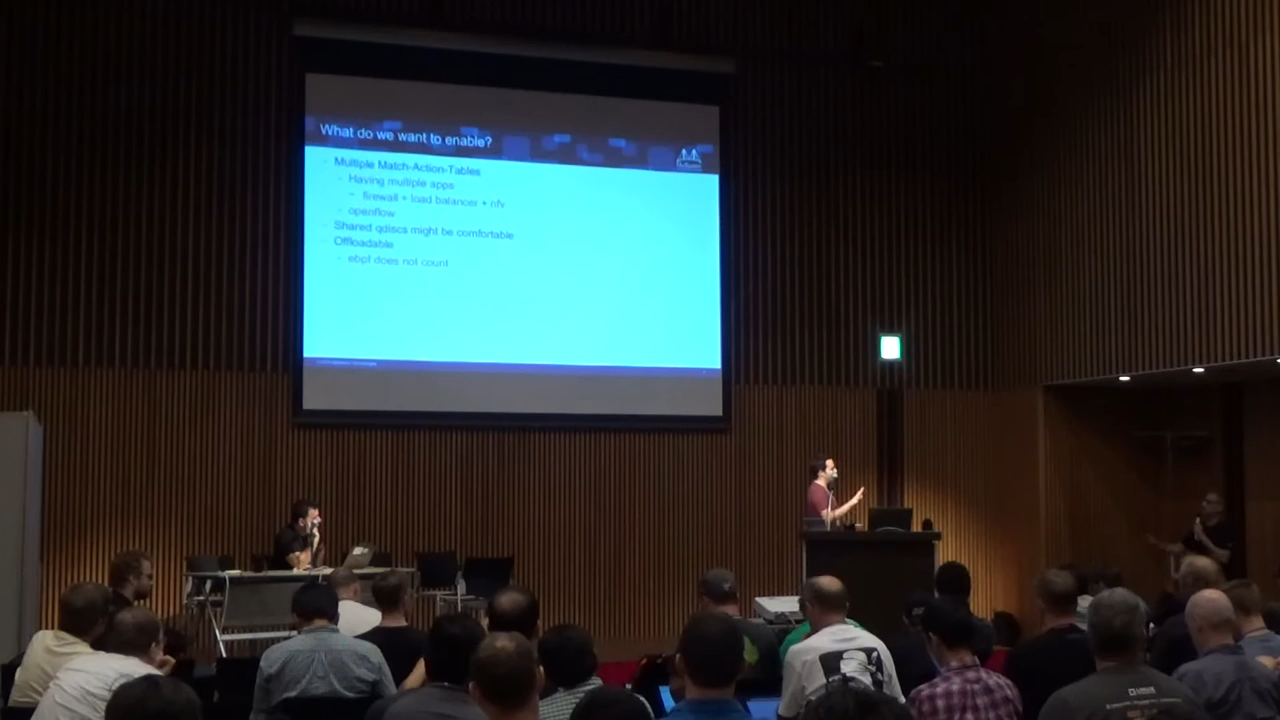 What do we want to enable?
- Multiple Match-Action-Tables
- Having multiple apps
- firewall + load balancer + nfv
- openflow
- Shared qdiscs might be comfortable
- Offloadable
- ebpf does not count